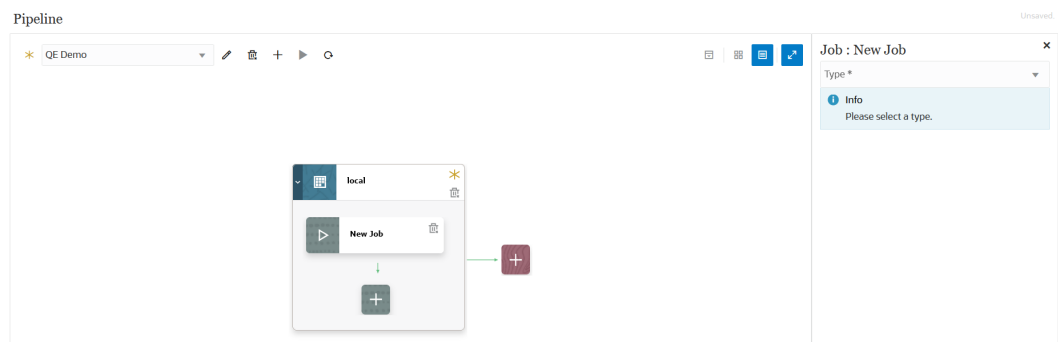 Pipeline
Unsaved.
QE Demo
Job : New Job
Type *
Info
Please select a type.
local
New Job